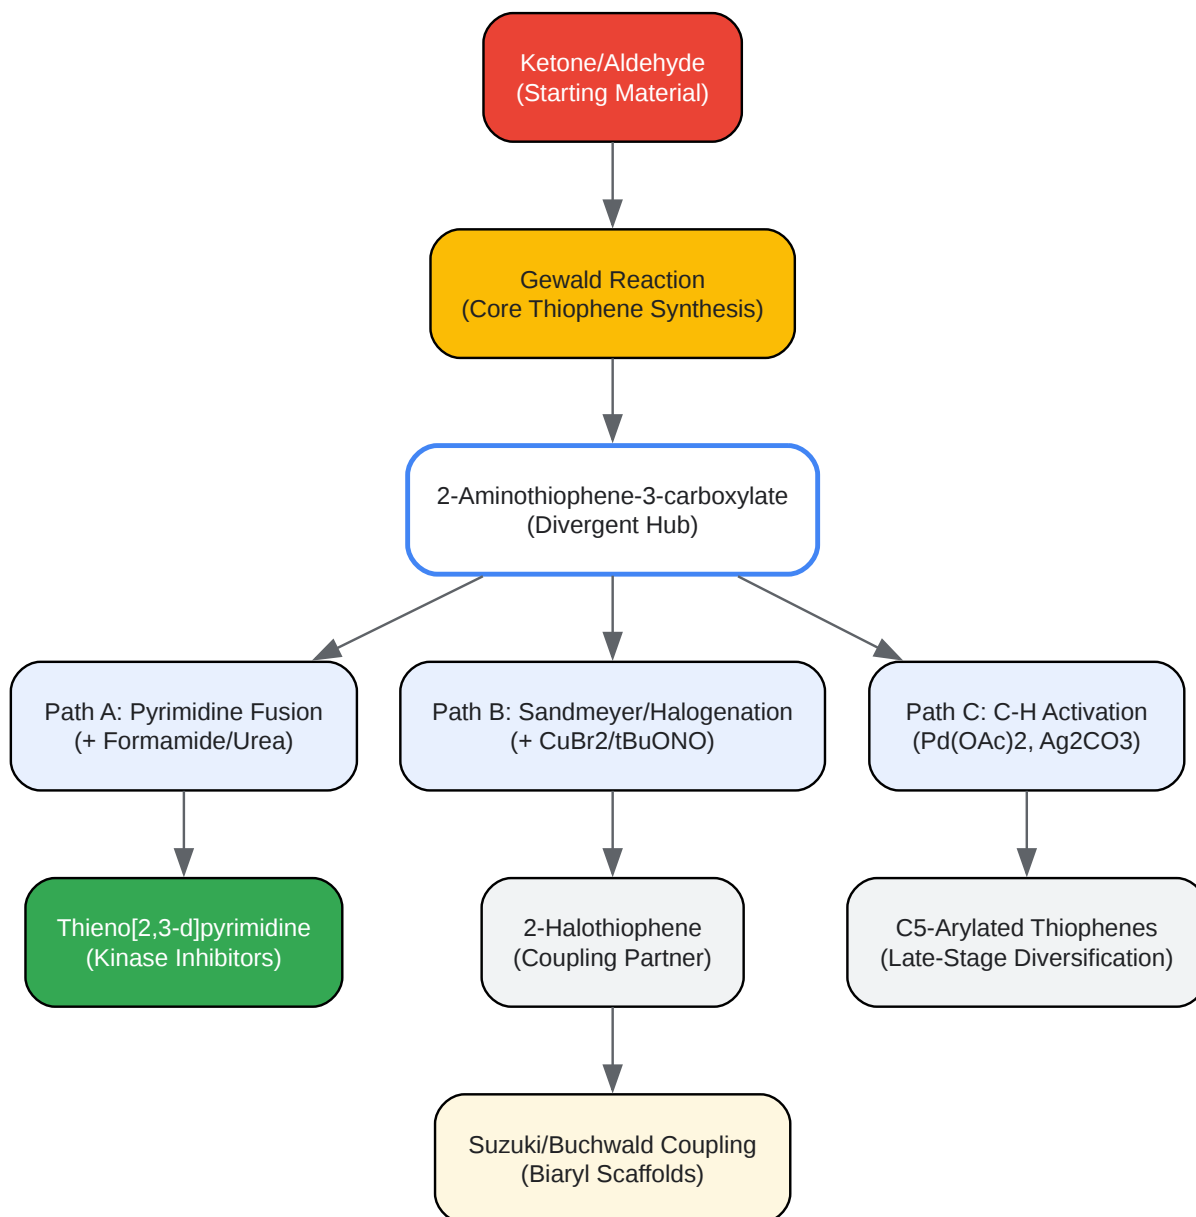 Ketone/Aldehyde
(Starting Material)
Gewald Reaction
(Core Thiophene Synthesis)
2-Aminothiophene-3-carboxylate
(Divergent Hub)
Path A: Pyrimidine Fusion
(+ Formamide/Urea)
Path B: Sandmeyer/Halogenation
(+ CuBr2/tBuONO)
Path C: C-H Activation
(Pd(OAc)2, Ag2CO3)
Thieno[2,3-d]pyrimidine
(Kinase Inhibitors)
2-Halothiophene
(Coupling Partner)
C5-Arylated Thiophenes
(Late-Stage Diversification)
Suzuki/Buchwald Coupling
(Biaryl Scaffolds)